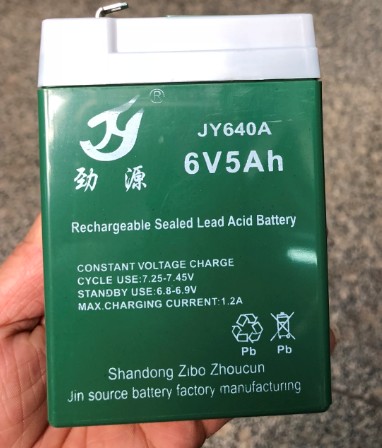 ®
JY
劲源
JY640A
6V5Ah
Rechargeable Sealed Lead Acid Battery
CONSTANT VOLTAGE CHARGE
CYCLE USE:7.25-7.45V
STANDBY USE:6.8-6.9V
MAX.CHARGING CURRENT:1.2A
Pb Pb
Shandong Zibo Zhoucun
Jin source battery factory manufacturing